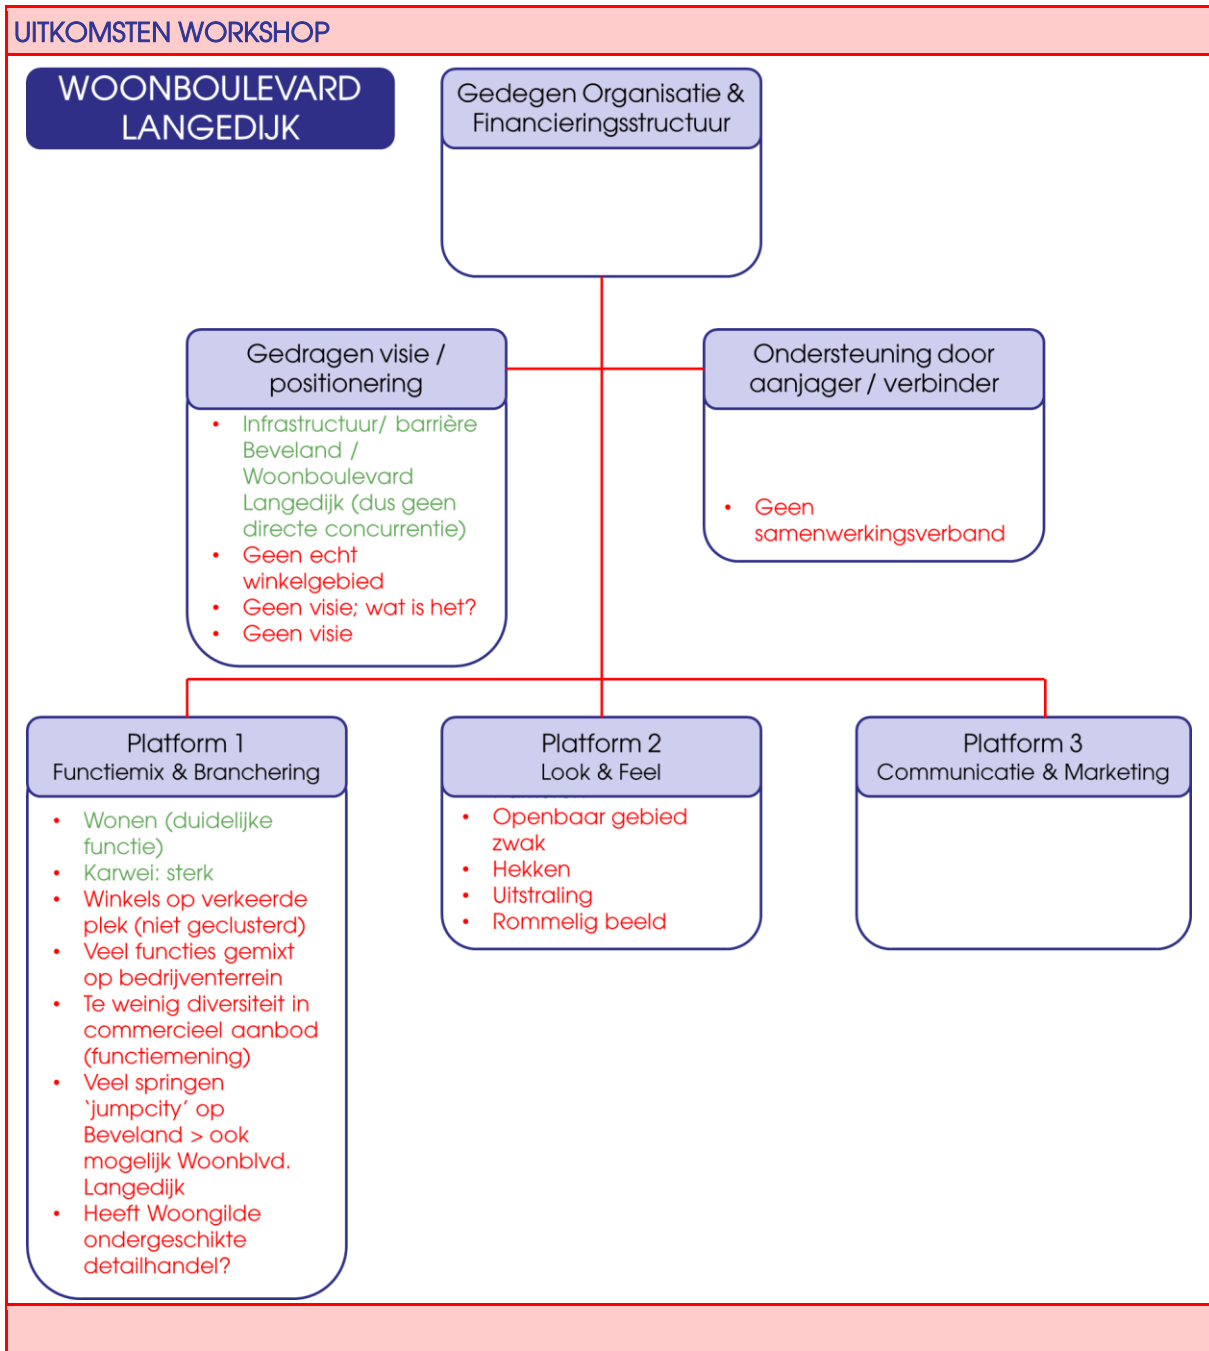 UITKOMSTEN WORKSHOP
WOONBOULEVARD
LANGEDIJK
Gedegen Organisatie &
Financieringsstructuur
Gedragen visie /
positionering
• Infrastructuur/ barrière
Beveland /
Woonboulevard
Langedijk (dus geen
directe concurrentie)
• Geen echt
winkelgebied
• Geen visie; wat is het?
• Geen visie
Ondersteuning door
aanjager / verbinder
• Geen
samenwerkingsverband
Platform 1
Functiemix & Branchering
• Wonen (duidelijke
functie)
• Karwei: sterk
• Winkels op verkeerde
plek (niet geclusterd)
• Veel functies gemixt
op bedrijventerrein
• Te weinig diversiteit in
commercieel aanbod
(functiemening)
• Veel springen
‘jumpcity’ op
Beveland > ook
mogelijk Woonblvd.
Langedijk
• Heeft Woongilde
ondergeschikte
detailhandel?
Platform 2
Look & Feel
• Openbaar gebied
zwak
• Hekken
• Uitstraling
• Rommelig beeld
Platform 3
Communicatie & Marketing